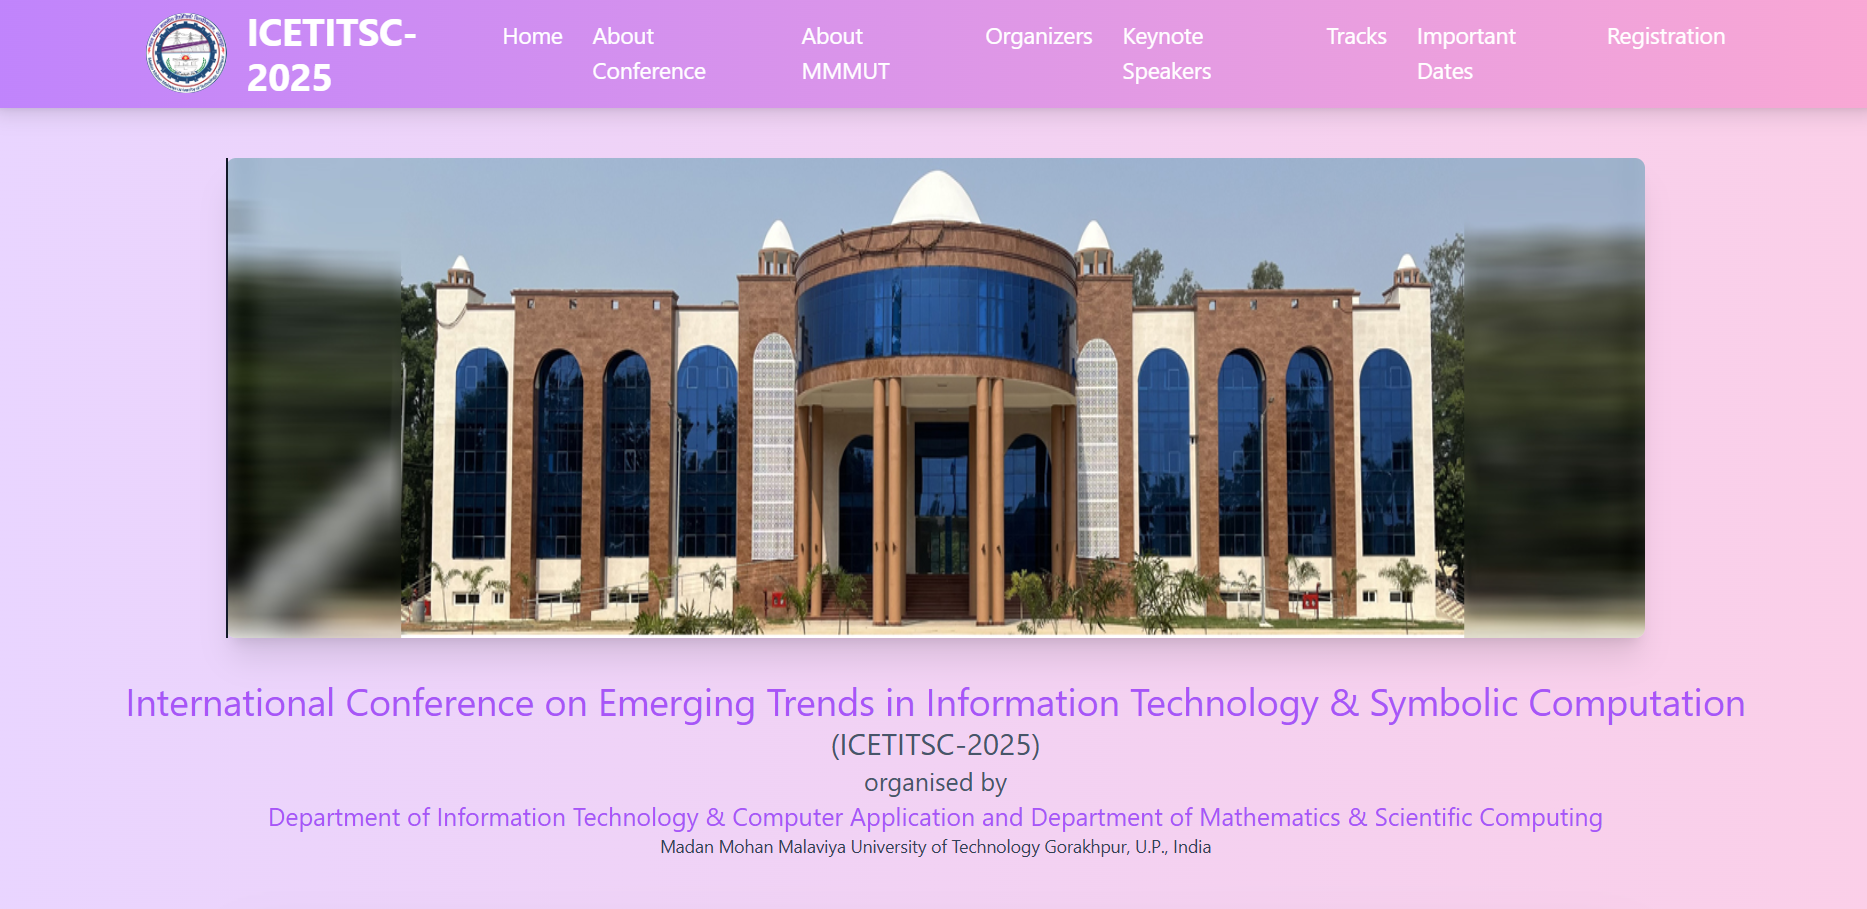 ICETITSC-
2025
Home
About
Conference
About
MMMUT
Organizers
Keynote
Speakers
Tracks
Important
Dates
Registration
International Conference on Emerging Trends in Information Technology & Symbolic Computation
(ICETITSC-2025)
organised by
Department of Information Technology & Computer Application and Department of Mathematics & Scientific Computing
Madan Mohan Malaviya University of Technology Gorakhpur, U.P., India